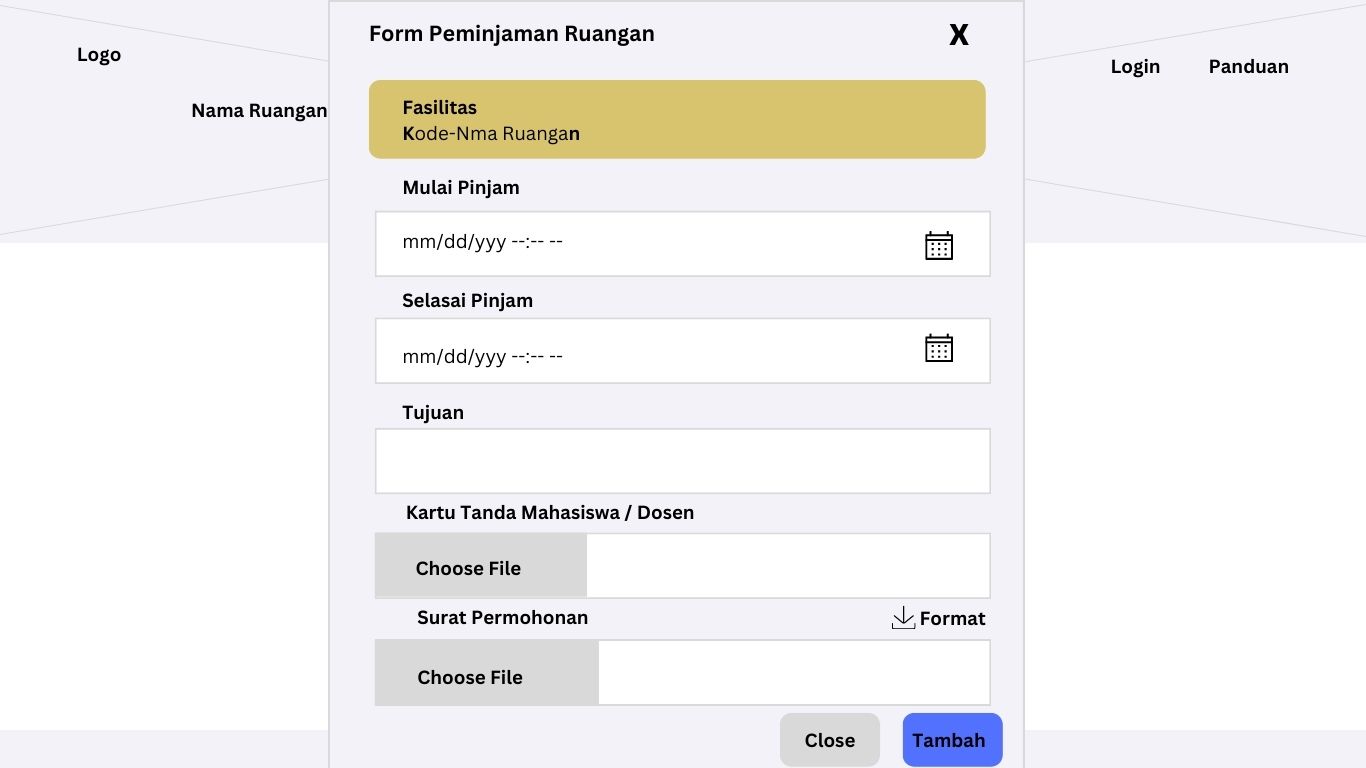 Form Peminjaman Ruangan
X
Logo
Login
Panduan
Nama Ruangan
Fasilitas
Kode-Nma Ruangan
Mulai Pinjam
mm/dd/yyy --:-- --
Selasai Pinjam
mm/dd/yyy --:-- --
Tujuan
Kartu Tanda Mahasiswa / Dosen
Choose File
Surat Permohonan
Format
Choose File
Close
Tambah